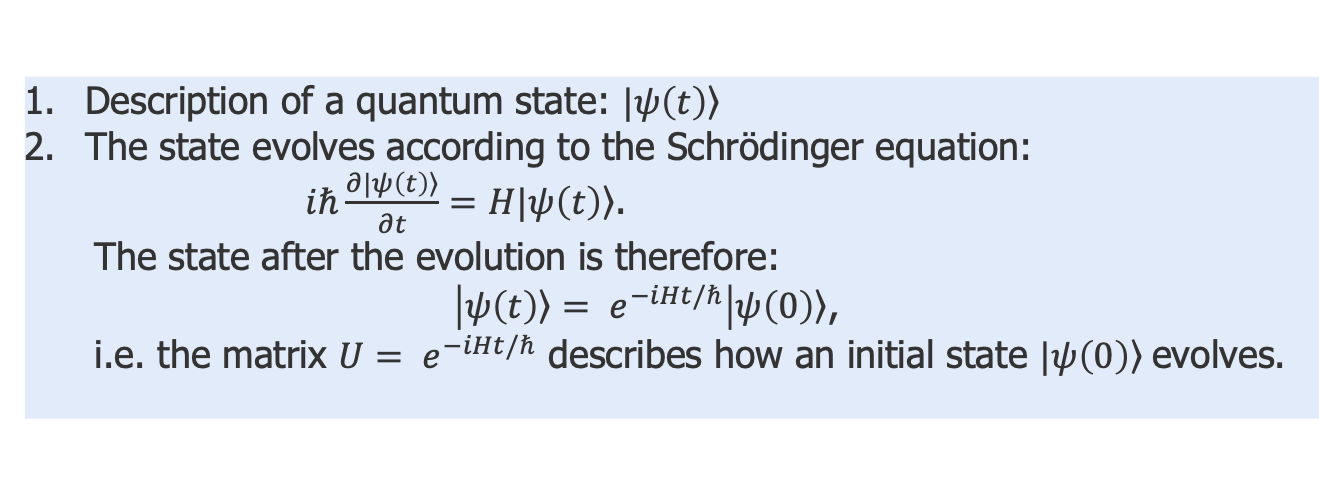 1. Description of a quantum state: |ψ(t)⟩
2. The state evolves according to the Schrödinger equation:
iℏ ∂|ψ(t)⟩/∂t = H|ψ(t)⟩.
The state after the evolution is therefore:
|ψ(t)⟩ = e^{−iHt/ℏ}|ψ(0)⟩,
i.e. the matrix U = e^{−iHt/ℏ} describes how an initial state |ψ(0)⟩ evolves.